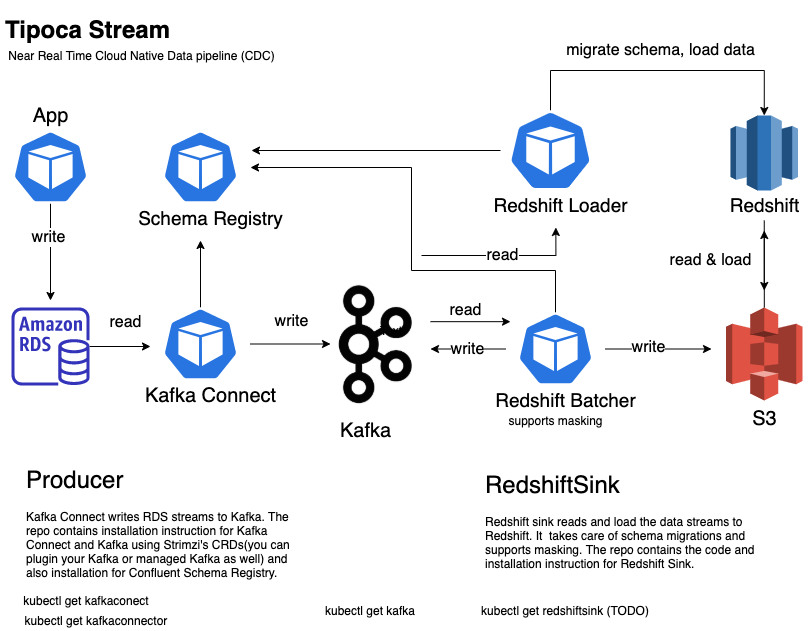 Tipoca Stream
Near Real Time Cloud Native Data pipeline (CDC)
migrate schema, load data
App
Schema Registry
Redshift Loader
Redshift
write
read
read & load
Amazon
RDS
read
write
read
write
write
Kafka Connect
Kafka
Redshift Batcher
supports masking
S3
Producer
Kafka Connect writes RDS streams to Kafka. The
repo contains installation instruction for Kafka
Connect and Kafka using Strimzi's CRDs(you can
plugin your Kafka or managed Kafka as well) and
also installation for Confluent Schema Registry.
kubectl get kafkaconect
kubectl get kafkaconnector
kubectl get kafka
RedshiftSink
Redshift sink reads and load the data streams to
Redshift. It  takes care of schema migrations and
supports masking. The repo contains the code and
installation instruction for Redshift Sink.
kubectl get redshiftsink (TODO)